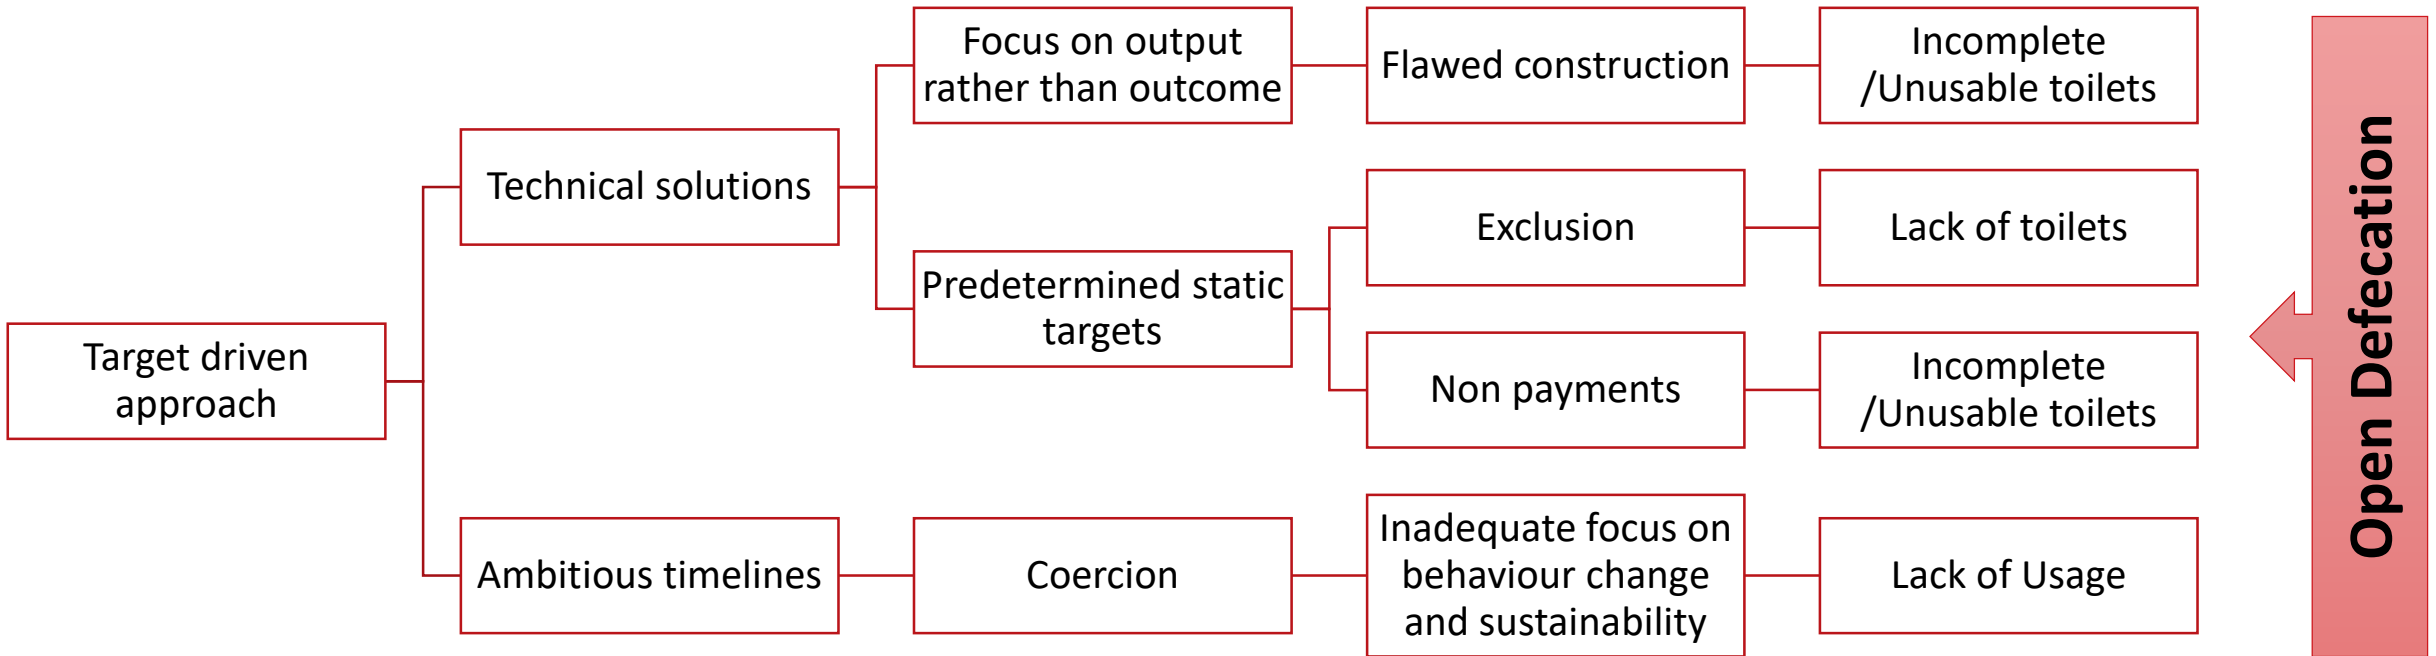 Focus on output
rather than outcome
Flawed construction
Incomplete
/Unusable toilets
Technical solutions
Exclusion
Lack of toilets
Predetermined static
targets
Target driven
approach
Non payments
Incomplete
/Unusable toilets
Ambitious timelines
Coercion
Inadequate focus on
behaviour change
and sustainability
Lack of Usage
Open Defecation